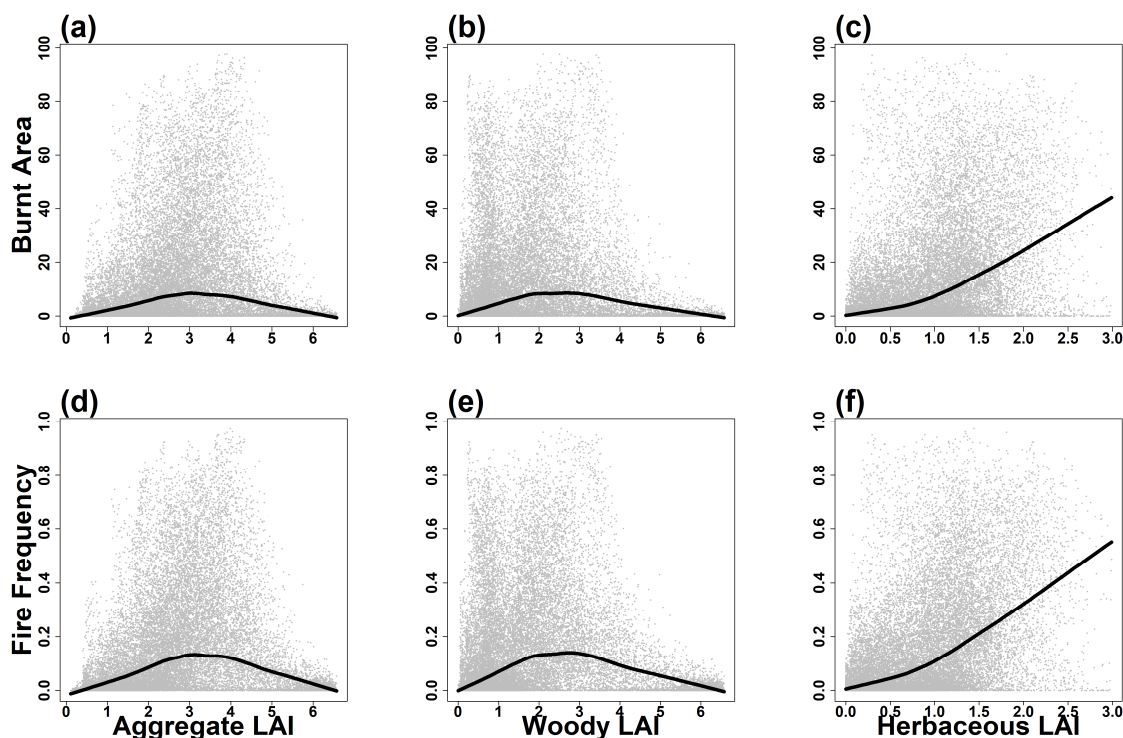 (a) (b) (c)
Burnt Area
100 80 60 40 20 0
0 1 2 3 4 5 6
100 80 60 40 20 0
0 1 2 3 4 5 6
100 80 60 40 20 0
0.0 0.5 1.0 1.5 2.0 2.5 3.0
(d) (e) (f)
Fire Frequency
1.0 0.8 0.6 0.4 0.2 0.0
0 1 2 3 4 5 6
Aggregate LAI
1.0 0.8 0.6 0.4 0.2 0.0
0 1 2 3 4 5 6
Woody LAI
1.0 0.8 0.6 0.4 0.2 0.0
0.0 0.5 1.0 1.5 2.0 2.5 3.0
Herbaceous LAI